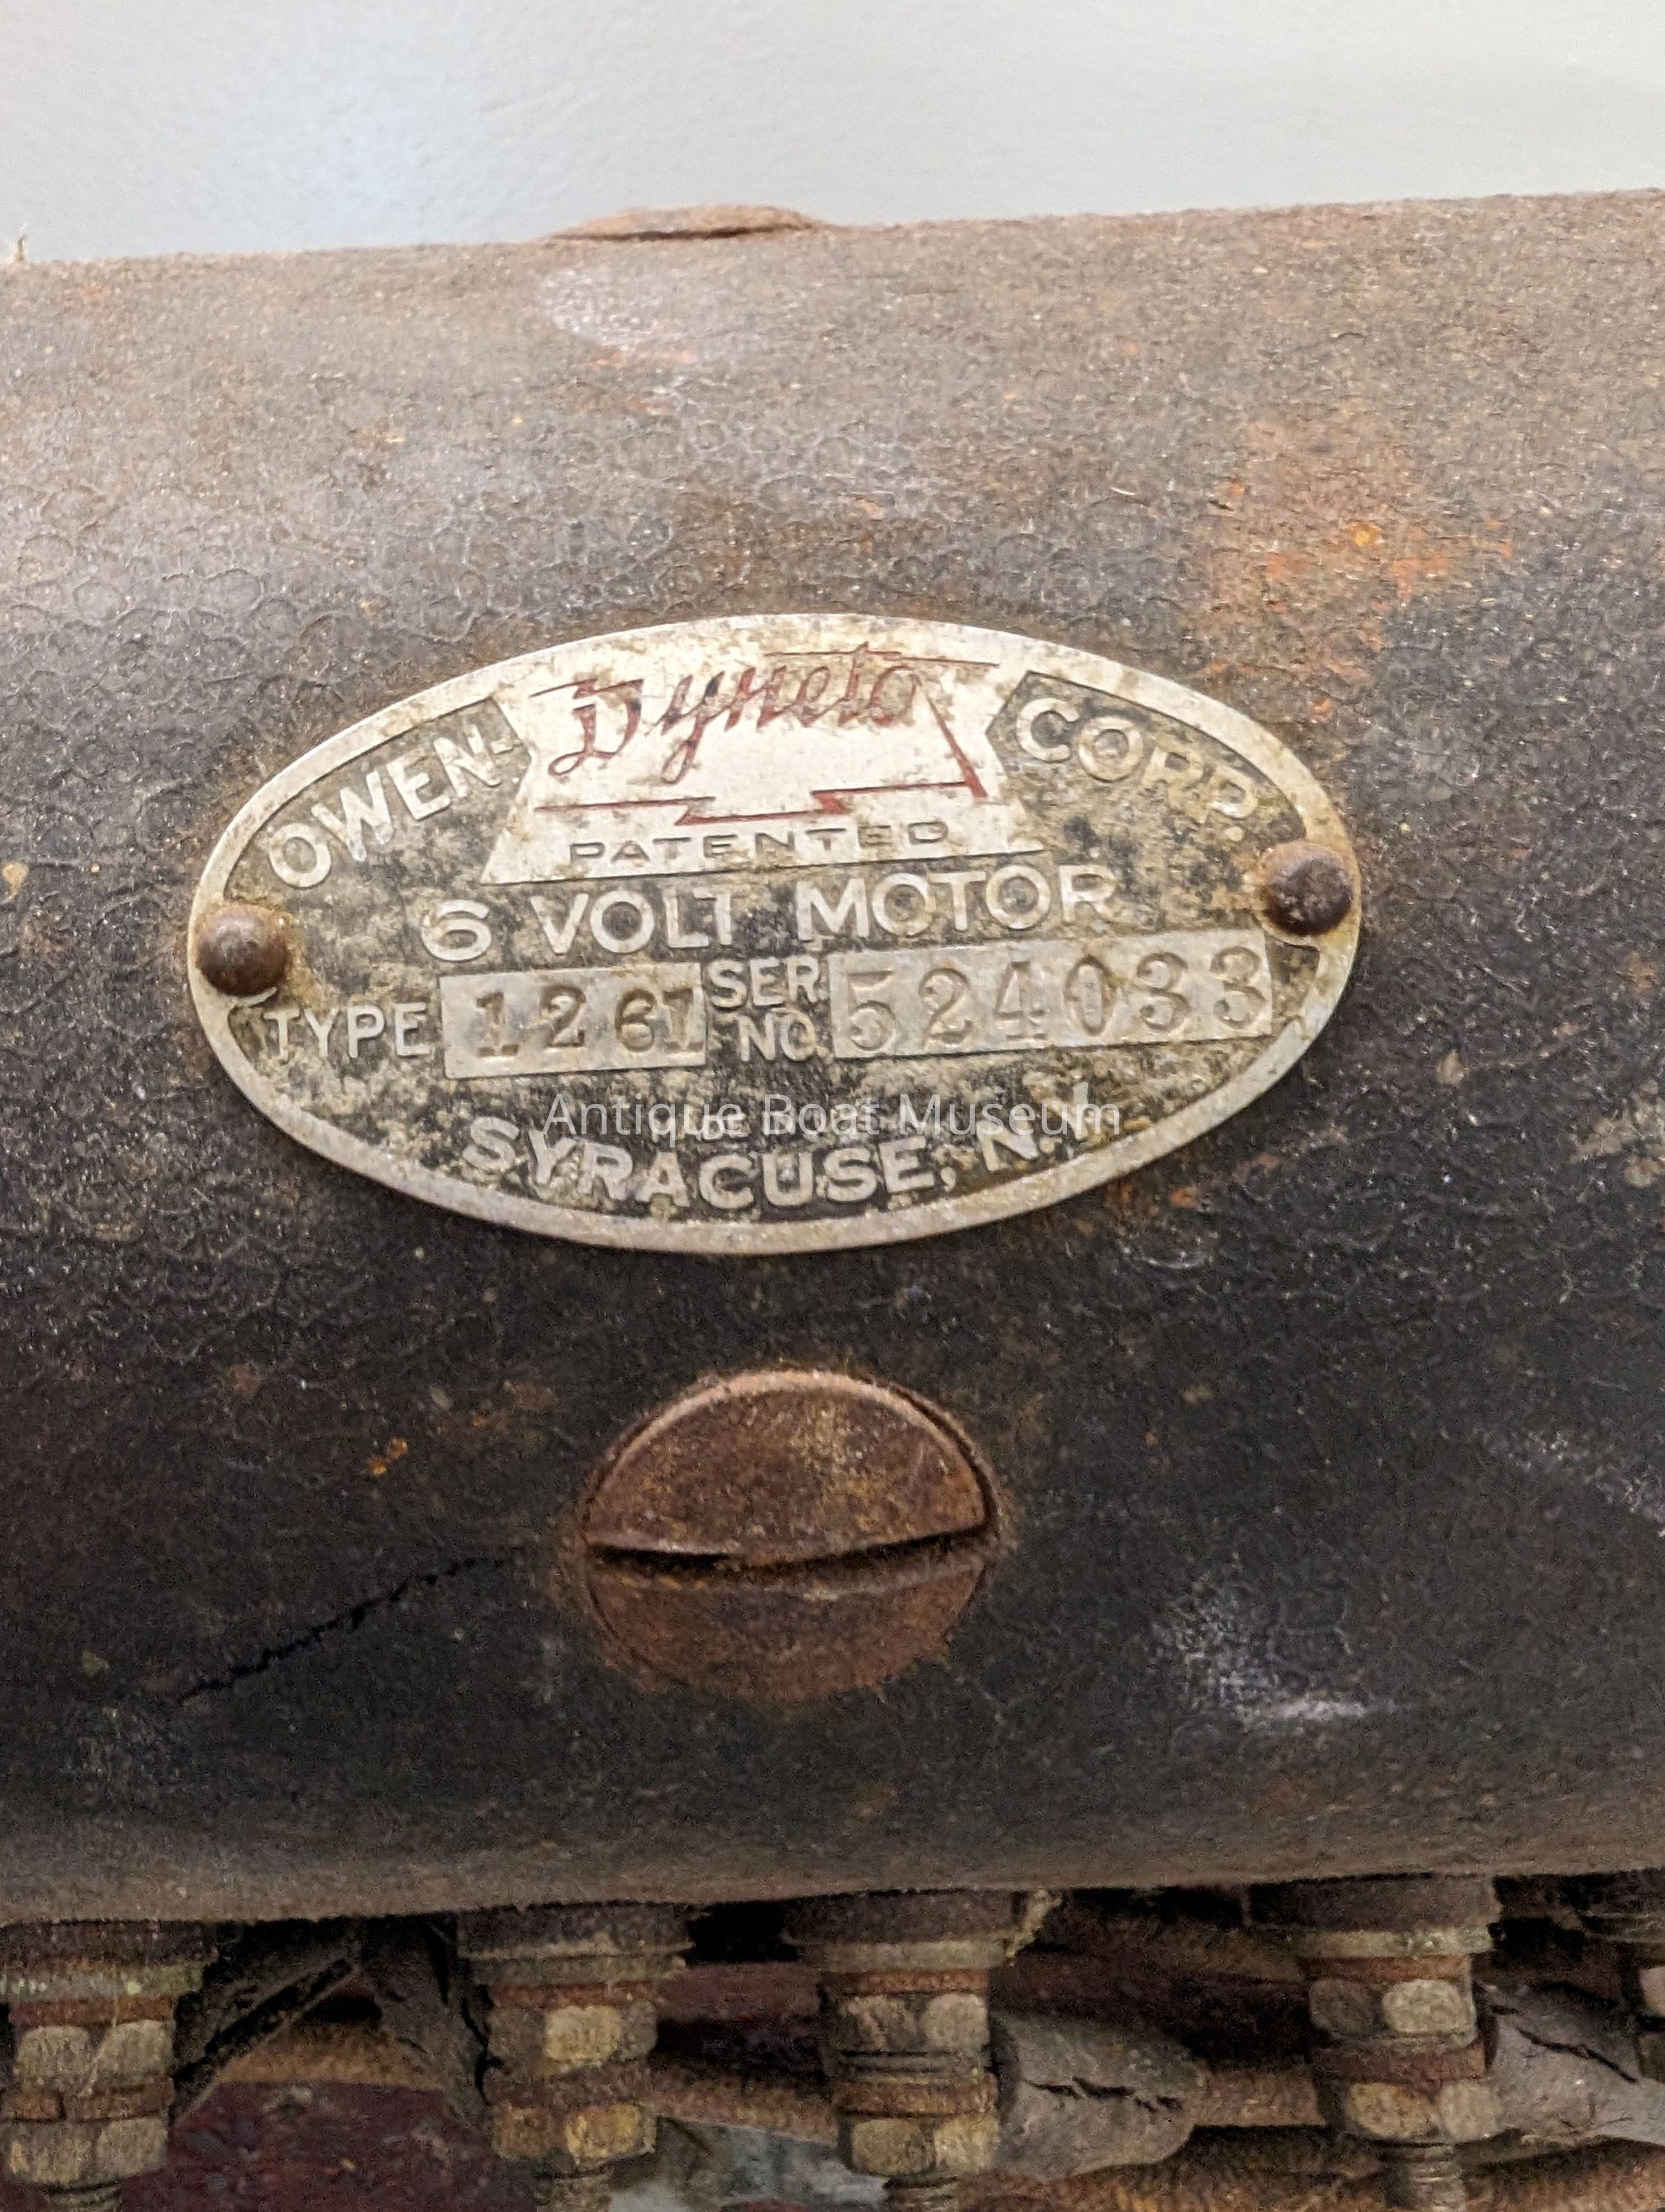 OWEN- Dyneto CORP.
PATENTED
6 VOLT MOTOR
TYPE 1261 SER. NO. 524033
SYRACUSE, N.Y.
Antique Boat Museum